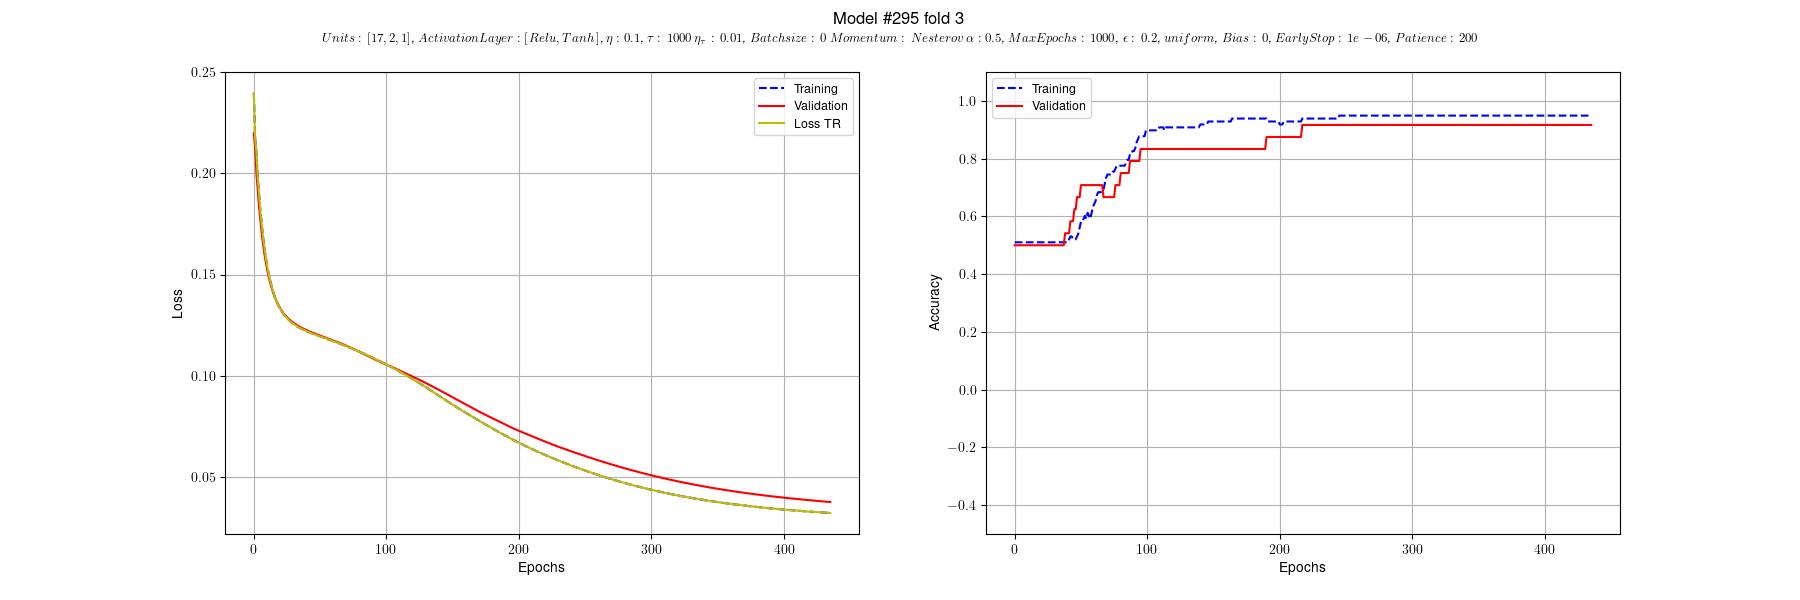 Model #295 fold 3
Units : [17, 2, 1], ActivationLayer : [Relu, Tanh], η : 0.1, τ : 1000 η_τ : 0.01, Batchsize : 0 Momentum : Nesterov α : 0.5, MaxEpochs : 1000, ϵ : 0.2, uniform, Bias : 0, EarlyStop : 1e − 06, Patience : 200
0.25
0.20
0.15
0.10
0.05
Loss
0 100 200 300 400
Epochs
Training
Validation
Loss TR
1.0
0.8
0.6
0.4
0.2
0.0
−0.2
−0.4
Accuracy
0 100 200 300 400
Epochs
Training
Validation